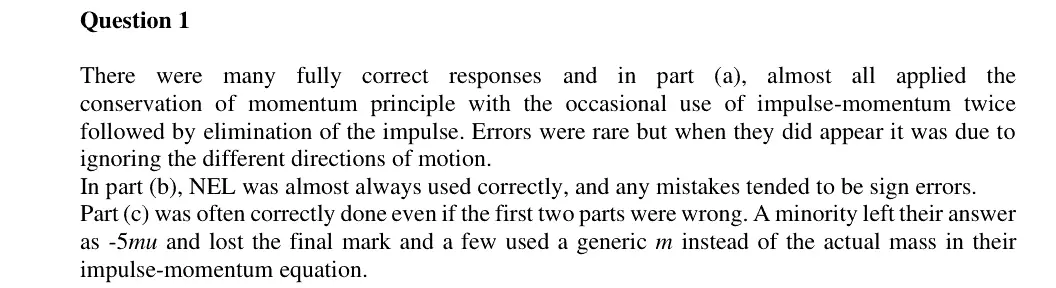 Question 1
There were many fully correct responses and in part (a), almost all applied the
conservation of momentum principle with the occasional use of impulse-momentum twice
followed by elimination of the impulse. Errors were rare but when they did appear it was due to
ignoring the different directions of motion.
In part (b), NEL was almost always used correctly, and any mistakes tended to be sign errors.
Part (c) was often correctly done even if the first two parts were wrong. A minority left their answer
as -5mu and lost the final mark and a few used a generic m instead of the actual mass in their
impulse-momentum equation.